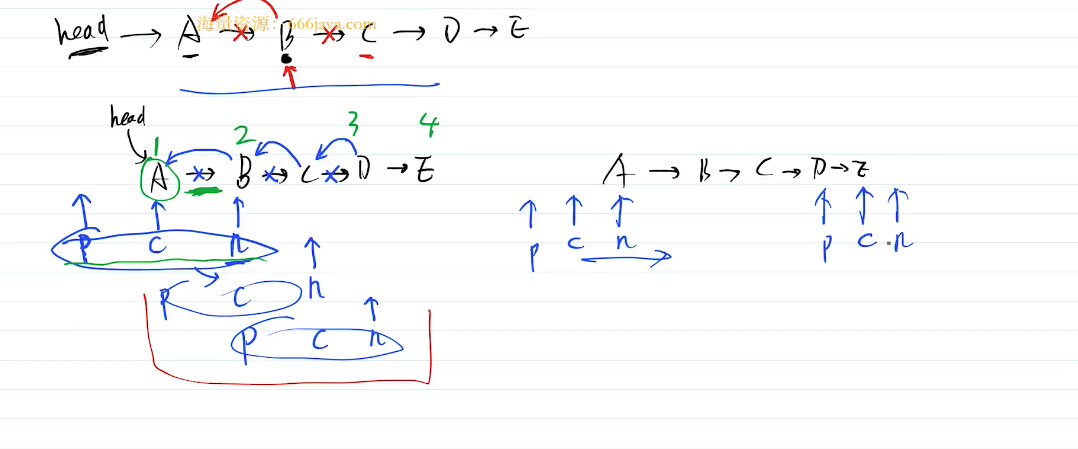 海量资源：666java.com
head → A → B → C → D → E
head
1 2 3 4
A → B → C → D → E
A → B → C → D → E
p c n
p c n
p c n
p c n
p c n